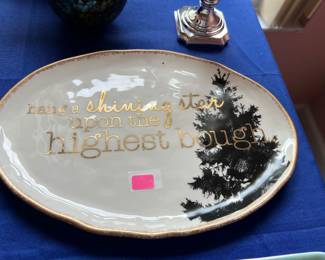 hang a shining star
upon the
highest bough